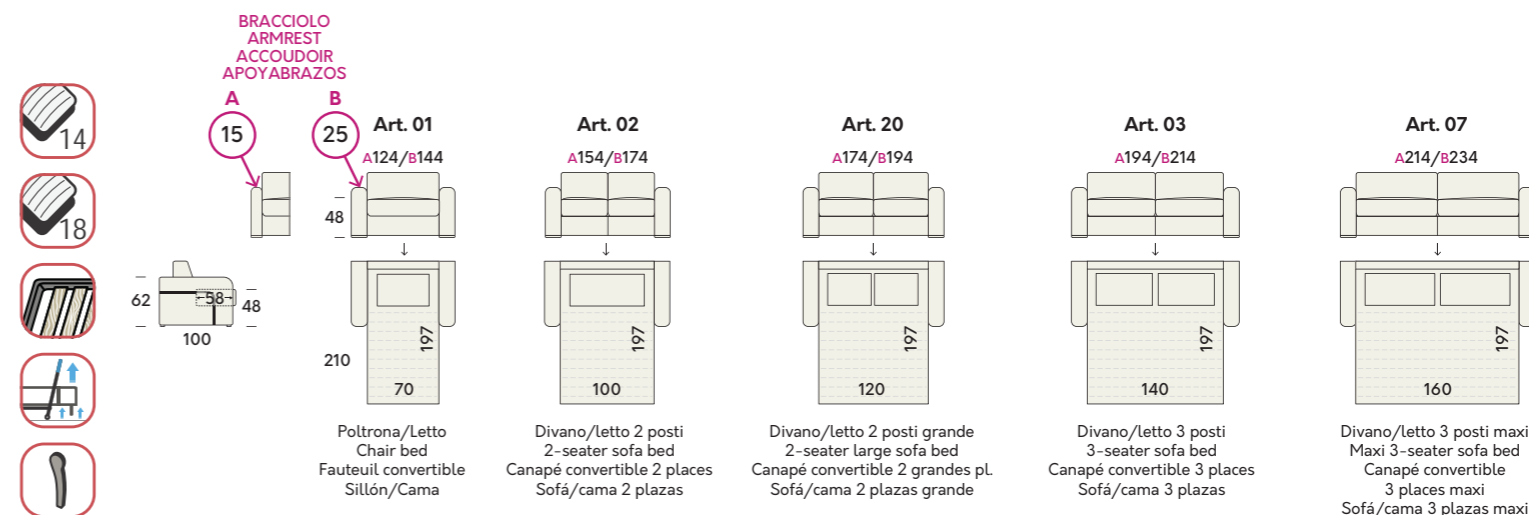 BRACCIOLO
ARMREST
ACCOUDOIR
APOYABRAZOS
A
B
15
25
14
18
62
58
48
100
Art. 01
A124/B144
48
210
197
70
Poltrona/Letto
Chair bed
Fauteuil convertible
Sillón/Cama
Art. 02
A154/B174
197
100
Divano/letto 2 posti
2-seater sofa bed
Canapé convertible 2 places
Sofá/cama 2 plazas
Art. 20
A174/B194
197
120
Divano/letto 2 posti grande
2-seater large sofa bed
Canapé convertible 2 grandes pl.
Sofá/cama 2 plazas grande
Art. 03
A194/B214
197
140
Divano/letto 3 posti
3-seater sofa bed
Canapé convertible 3 places
Sofá/cama 3 plazas
Art. 07
A214/B234
197
160
Divano/letto 3 posti maxi
Maxi 3-seater sofa bed
Canapé convertible
3 places maxi
Sofá/cama 3 plazas maxi